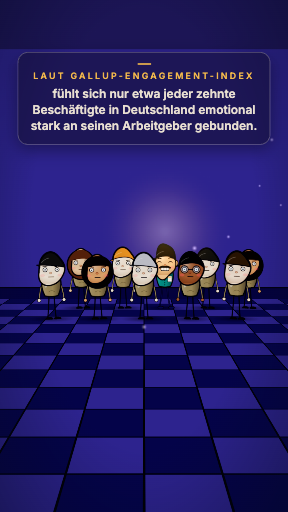 LAUT GALLUP-ENGAGEMENT-INDEX
fühlt sich nur etwa jeder zehnte
Beschäftigte in Deutschland emotional
stark an seinen Arbeitgeber gebunden.